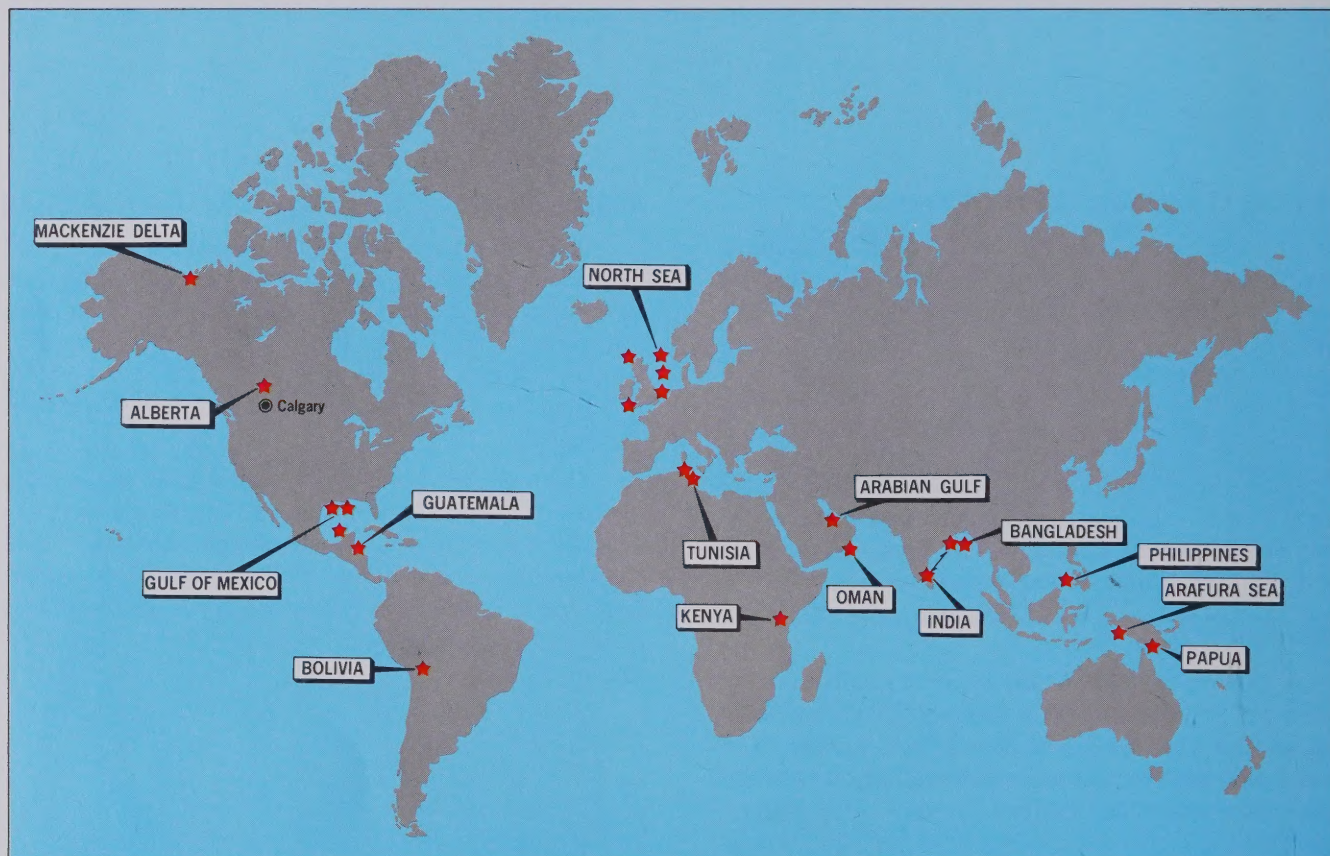 MACKENZIE DELTA
NORTH SEA
ALBERTA
Calgary
GUATEMALA
GULF OF MEXICO
BOLIVIA
TUNISIA
KENYA
ARABIAN GULF
OMAN
BANGLADESH
INDIA
PHILIPPINES
ARAFURA SEA
PAPUA